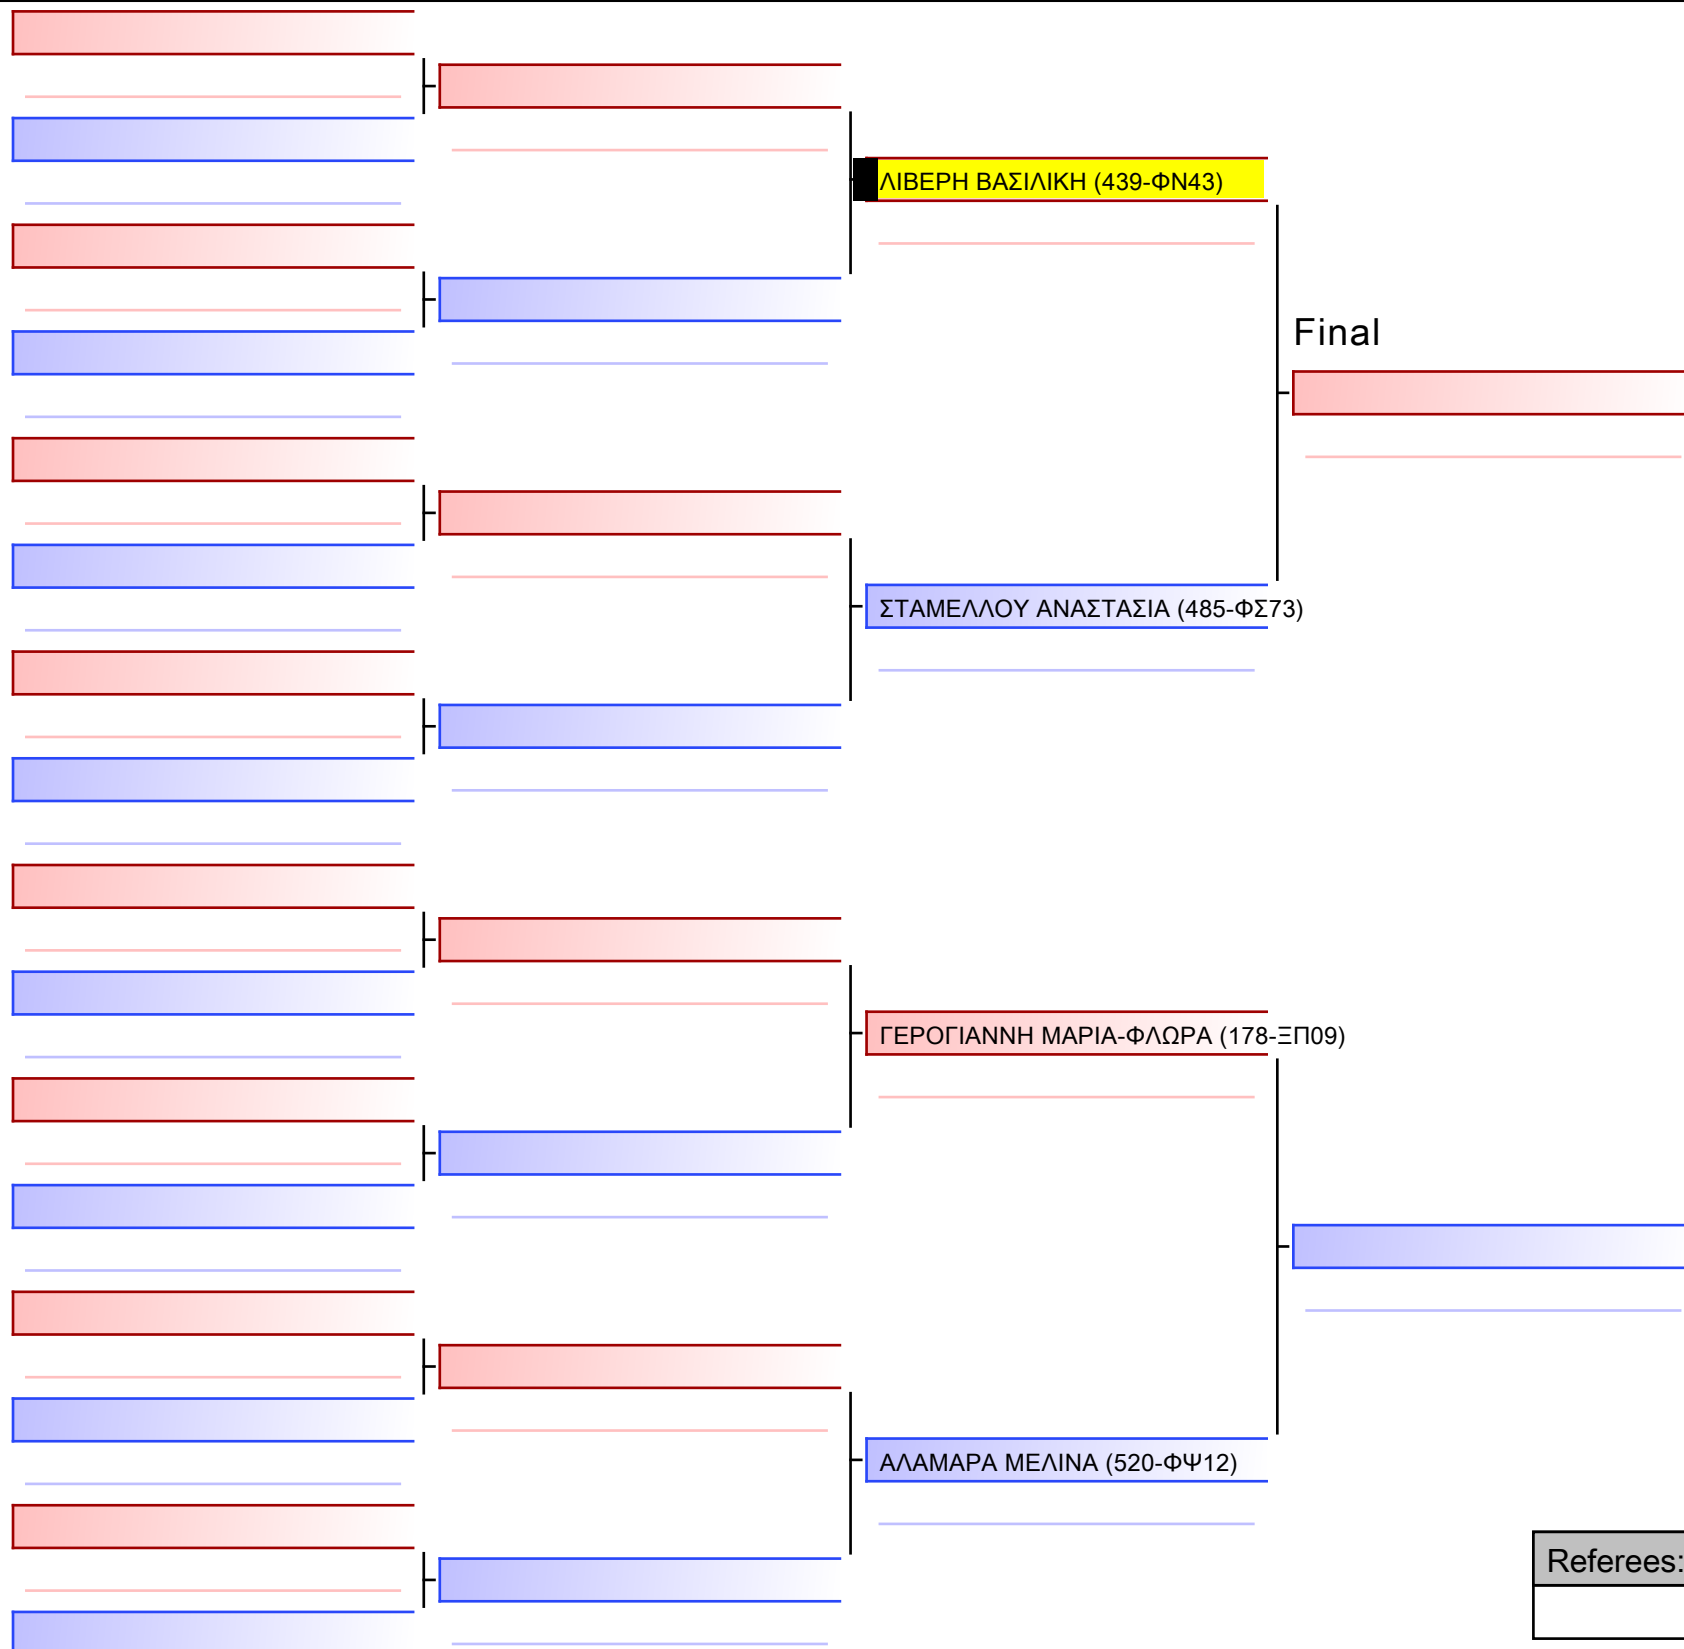 ΛΙΒΕΡΗ ΒΑΣΙΛΙΚΗ (439-ΦΝ43)
Final
ΣΤΑΜΕΛΛΟΥ ΑΝΑΣΤΑΣΙΑ (485-ΦΣ73)
ΓΕΡΟΓΙΑΝΝΗ ΜΑΡΙΑ-ΦΛΩΡΑ (178-ΞΠ09)
ΑΛΑΜΑΡΑ ΜΕΛΙΝΑ (520-ΦΨ12)
Referees: